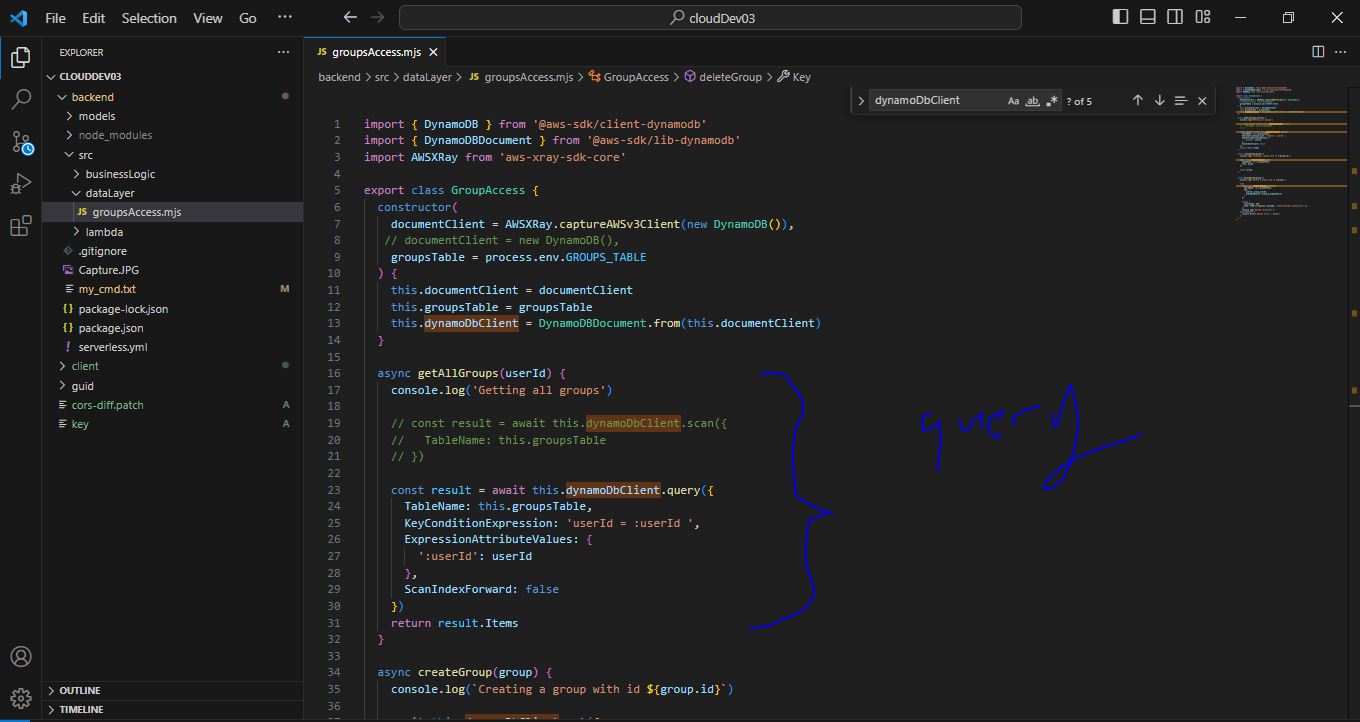 File Edit Selection View Go ··· cloudDev03
EXPLORER ···
CLOUDDEV03
backend
models
node_modules
src
businessLogic
dataLayer
JS groupsAccess.mjs
lambda
.gitignore
Capture.JPG
my_cmd.txt M
{} package-lock.json
{} package.json
! serverless.yml
client
guid
cors-diff.patch A
key A
OUTLINE
TIMELINE
JS groupsAccess.mjs
backend > src > dataLayer > JS groupsAccess.mjs > GroupAccess > deleteGroup > Key
dynamoDbClient Aa ab .* ? of 5
1 import { DynamoDB } from '@aws-sdk/client-dynamodb'
2 import { DynamoDBDocument } from '@aws-sdk/lib-dynamodb'
3 import AWSXRay from 'aws-xray-sdk-core'
4
5 export class GroupAccess {
6 constructor(
7 documentClient = AWSXRay.captureAWSv3Client(new DynamoDB()),
8 // documentClient = new DynamoDB(),
9 groupsTable = process.env.GROUPS_TABLE
10 ) {
11 this.documentClient = documentClient
12 this.groupsTable = groupsTable
13 this.dynamoDbClient = DynamoDBDocument.from(this.documentClient)
14 }
15
16 async getAllGroups(userId) {
17 console.log('Getting all groups')
18
19 // const result = await this.dynamoDbClient.scan({
20 // TableName: this.groupsTable
21 // })
22
23 const result = await this.dynamoDbClient.query({
24 TableName: this.groupsTable,
25 KeyConditionExpression: 'userId = :userId ',
26 ExpressionAttributeValues: {
27 ':userId': userId
28 },
29 ScanIndexForward: false
30 })
31 return result.Items
32 }
33
34 async createGroup(group) {
35 console.log(`Creating a group with id ${group.id}`)
36
query